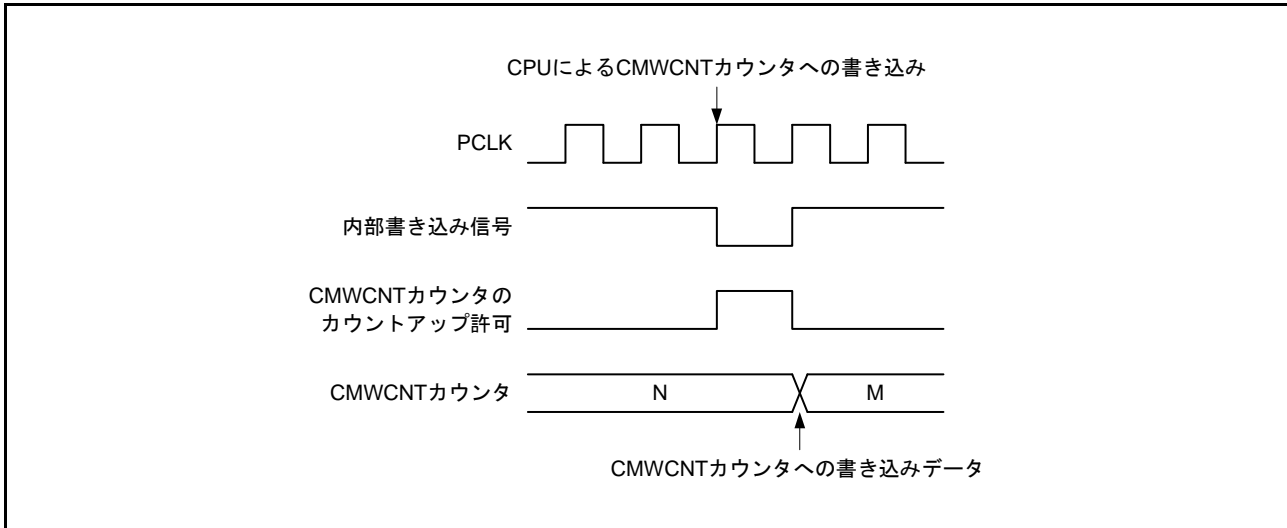 CPUによるCMWCNTカウンタへの書き込み
PCLK
内部書き込み信号
CMWCNTカウンタの
カウントアップ許可
CMWCNTカウンタ
N
M
CMWCNTカウンタへの書き込みデータ